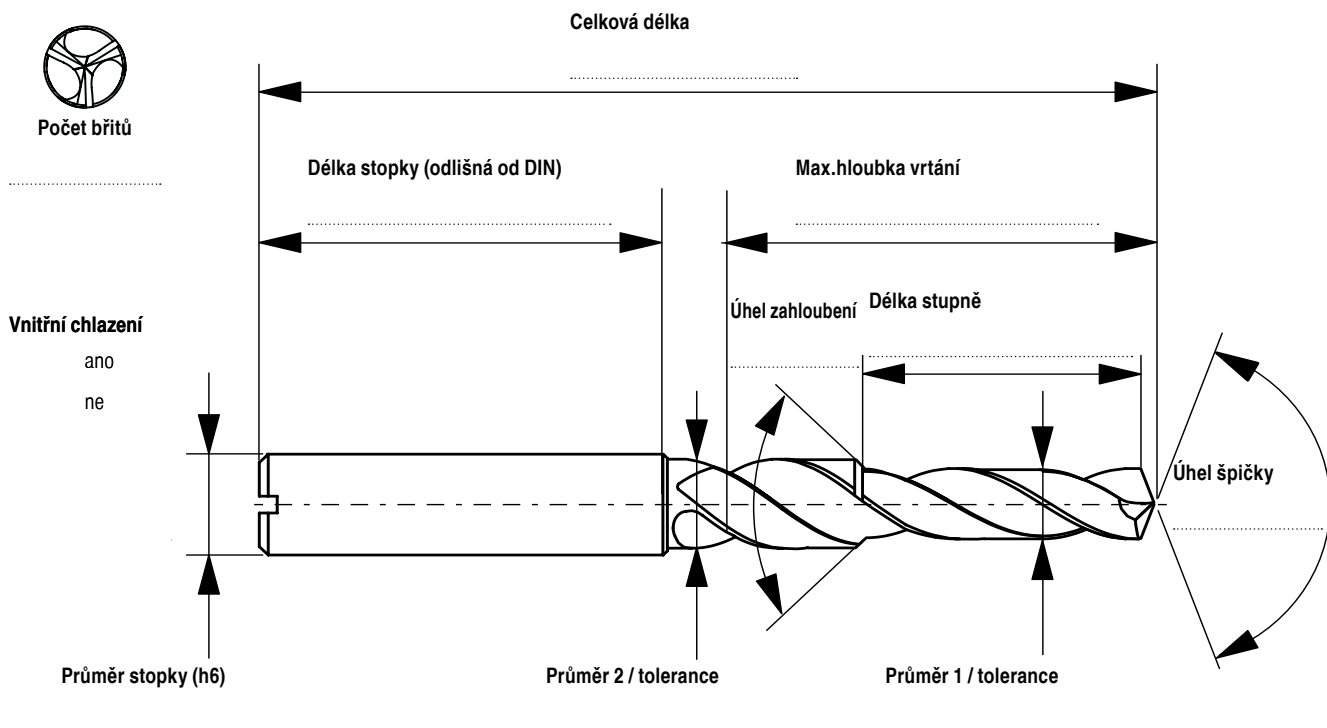 Celková délka
Počet břitů
Délka stopky (odlišná od DIN)
Max.hloubka vrtání
Úhel zahloubení
Délka stupně
Vnitřní chlazení
ano
ne
Úhel špičky
Průměr stopky (h6)
Průměr 2 / tolerance
Průměr 1 / tolerance